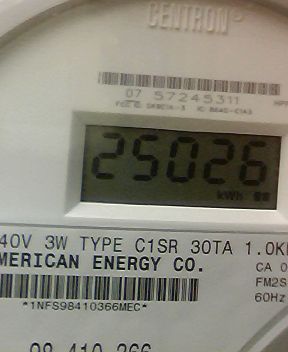 CENTRON®
07 57245311
25026
kWh
40V 3W TYPE C1SR 30TA 1.0K
MERICAN ENERGY CO.
CA 0
FM2S
*1NFS98410366MEC*
60Hz
98 410 366